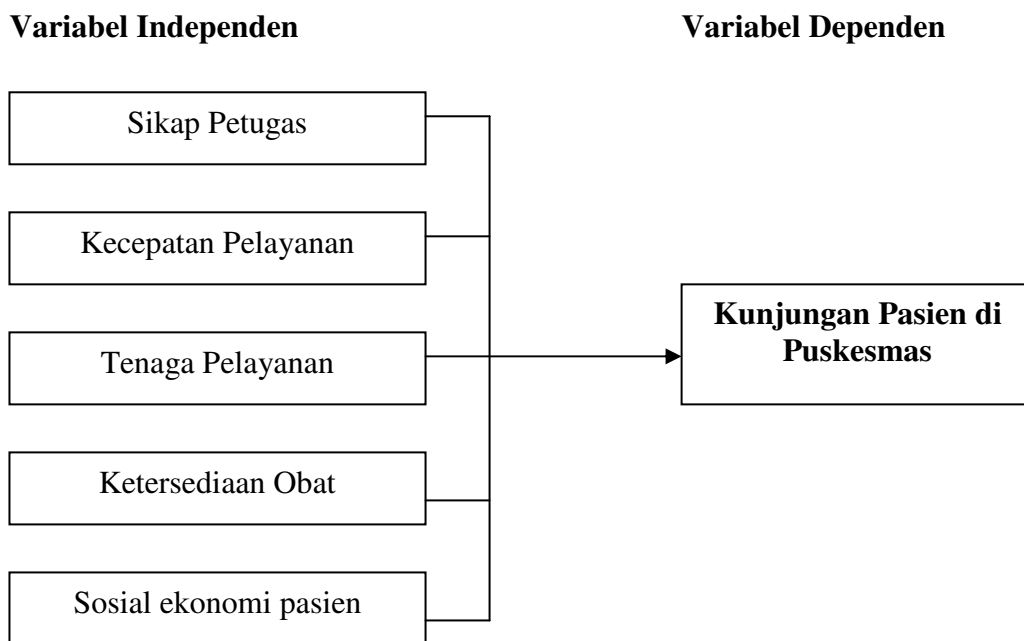 Variabel Independen
Variabel Dependen
Sikap Petugas
Kecepatan Pelayanan
Tenaga Pelayanan
Ketersediaan Obat
Sosial ekonomi pasien
Kunjungan Pasien di
Puskesmas